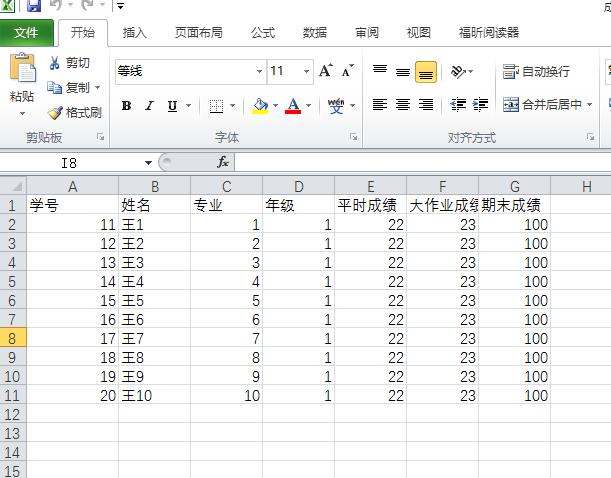 成
文件 开始 插入 页面布局 公式 数据 审阅 视图 福昕阅读器
剪切
复制
格式刷
粘贴
剪贴板
等线 11 A A
B I U A wén 文
字体
自动换行
合并后居中
对齐方式
I8 fx
A B C D E F G H
1 学号 姓名 专业 年级 平时成绩 大作业成绩 期末成绩
2 11 王1 1 1 22 23 100
3 12 王2 2 1 22 23 100
4 13 王3 3 1 22 23 100
5 14 王4 4 1 22 23 100
6 15 王5 5 1 22 23 100
7 16 王6 6 1 22 23 100
8 17 王7 7 1 22 23 100
9 18 王8 8 1 22 23 100
10 19 王9 9 1 22 23 100
11 20 王10 10 1 22 23 100
12
13
14
15